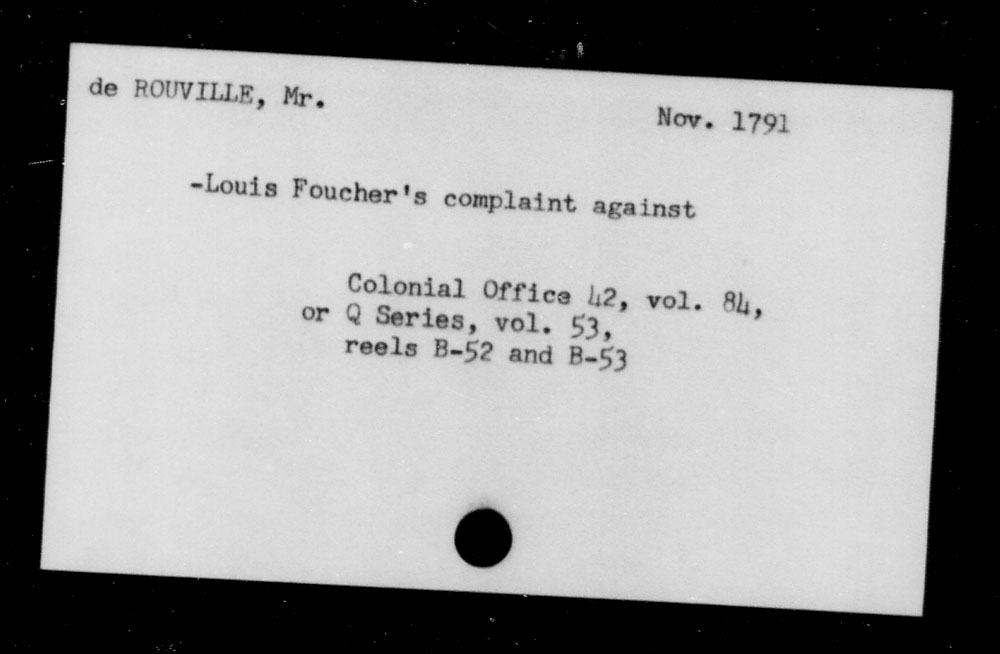 de ROUVILLE, Mr.
Nov. 1791
-Louis Foucher's complaint against
Colonial Office 42, vol. 84,
or Q Series, vol. 53,
reels B-52 and B-53